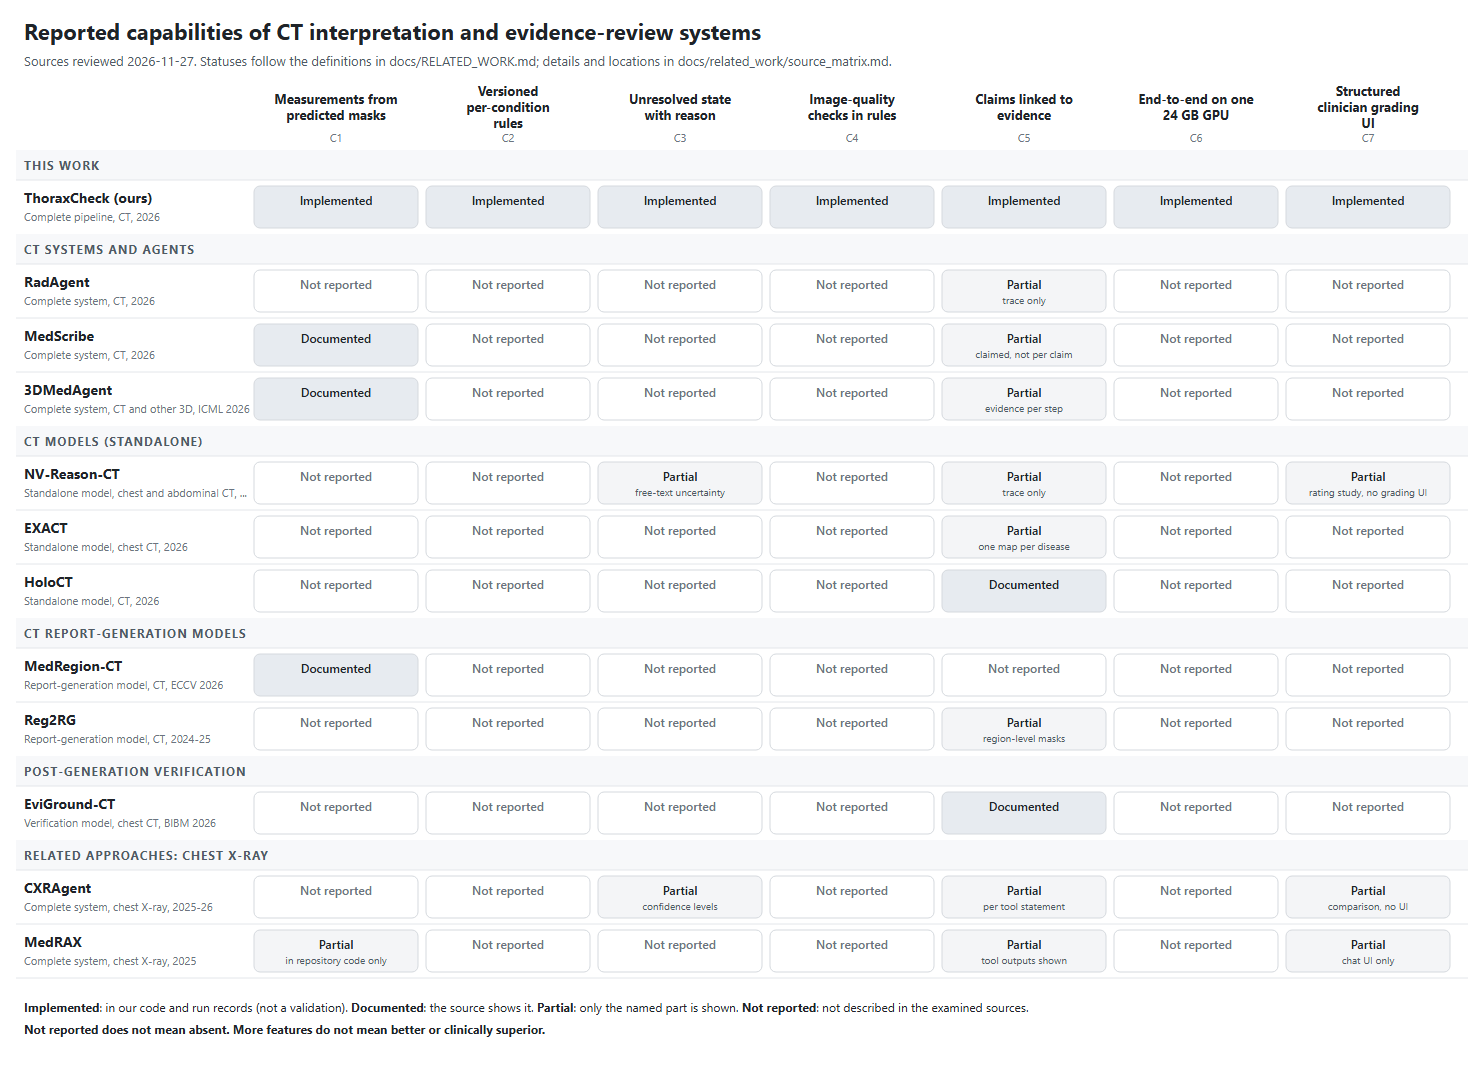 Reported capabilities of CT interpretation and evidence-review systems
Sources reviewed 2026-11-27. Statuses follow the definitions in docs/RELATED_WORK.md; details and locations in docs/related_work/source_matrix.md.
Measurements from
predicted masks
C1
Versioned
per-condition
rules
C2
Unresolved state
with reason
C3
Image-quality
checks in rules
C4
Claims linked to
evidence
C5
End-to-end on one
24 GB GPU
C6
Structured
clinician grading
UI
C7
THIS WORK
ThoraxCheck (ours)
Complete pipeline, CT, 2026
Implemented
Implemented
Implemented
Implemented
Implemented
Implemented
Implemented
CT SYSTEMS AND AGENTS
RadAgent
Complete system, CT, 2026
Not reported
Not reported
Not reported
Not reported
Partial
trace only
Not reported
Not reported
MedScribe
Complete system, CT, 2026
Documented
Not reported
Not reported
Not reported
Partial
claimed, not per claim
Not reported
Not reported
3DMedAgent
Complete system, CT and other 3D, ICML 2026
Documented
Not reported
Not reported
Not reported
Partial
evidence per step
Not reported
Not reported
CT MODELS (STANDALONE)
NV-Reason-CT
Standalone model, chest and abdominal CT, ...
Not reported
Not reported
Partial
free-text uncertainty
Not reported
Partial
trace only
Not reported
Partial
rating study, no grading UI
EXACT
Standalone model, chest CT, 2026
Not reported
Not reported
Not reported
Not reported
Partial
one map per disease
Not reported
Not reported
HoloCT
Standalone model, CT, 2026
Not reported
Not reported
Not reported
Not reported
Documented
Not reported
Not reported
CT REPORT-GENERATION MODELS
MedRegion-CT
Report-generation model, CT, ECCV 2026
Documented
Not reported
Not reported
Not reported
Not reported
Not reported
Not reported
Reg2RG
Report-generation model, CT, 2024-25
Not reported
Not reported
Not reported
Not reported
Partial
region-level masks
Not reported
Not reported
POST-GENERATION VERIFICATION
EviGround-CT
Verification model, chest CT, BIBM 2026
Not reported
Not reported
Not reported
Not reported
Documented
Not reported
Not reported
RELATED APPROACHES: CHEST X-RAY
CXRAgent
Complete system, chest X-ray, 2025-26
Not reported
Not reported
Partial
confidence levels
Not reported
Partial
per tool statement
Not reported
Partial
comparison, no UI
MedRAX
Complete system, chest X-ray, 2025
Partial
in repository code only
Not reported
Not reported
Not reported
Partial
tool outputs shown
Not reported
Partial
chat UI only
Implemented: in our code and run records (not a validation). Documented: the source shows it. Partial: only the named part is shown. Not reported: not described in the examined sources.
Not reported does not mean absent. More features do not mean better or clinically superior.